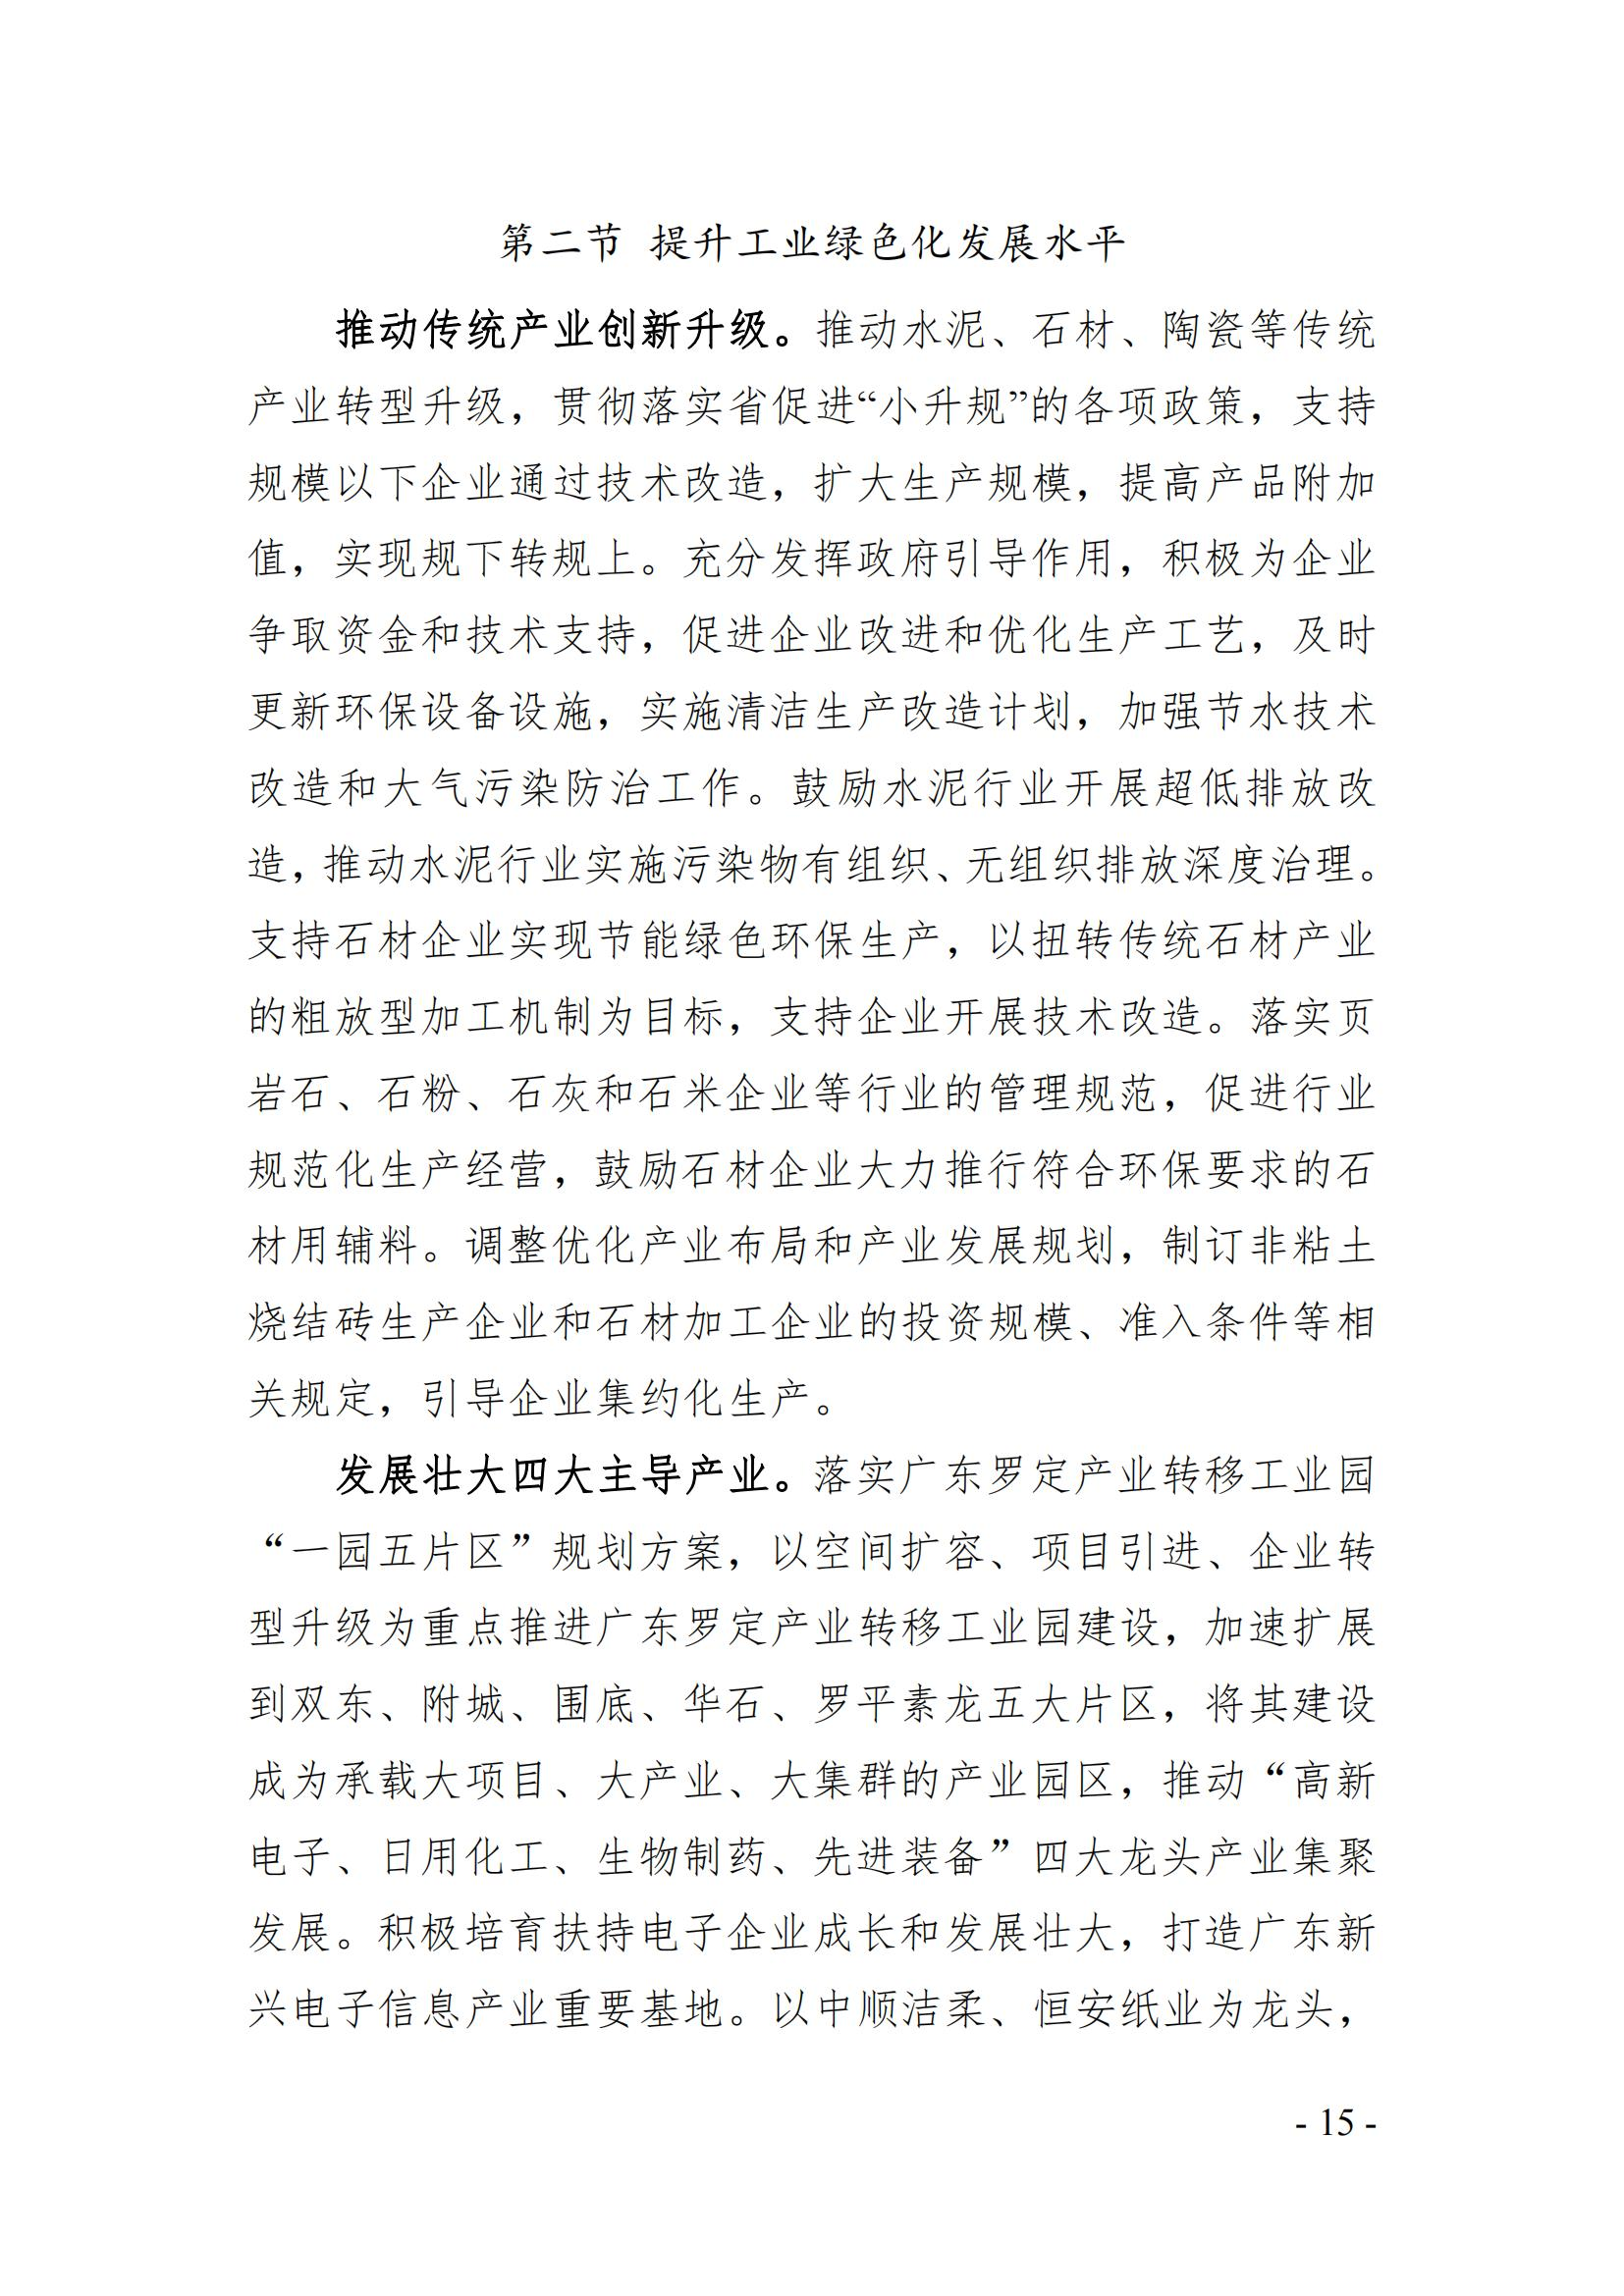 第二节 提升工业绿色化发展水平
推动传统产业创新升级。推动水泥、石材、陶瓷等传统
产业转型升级，贯彻落实省促进“小升规”的各项政策，支持
规模以下企业通过技术改造，扩大生产规模，提高产品附加
值，实现规下转规上。充分发挥政府引导作用，积极为企业
争取资金和技术支持，促进企业改进和优化生产工艺，及时
更新环保设备设施，实施清洁生产改造计划，加强节水技术
改造和大气污染防治工作。鼓励水泥行业开展超低排放改
造，推动水泥行业实施污染物有组织、无组织排放深度治理。
支持石材企业实现节能绿色环保生产，以扭转传统石材产业
的粗放型加工机制为目标，支持企业开展技术改造。落实页
岩石、石粉、石灰和石米企业等行业的管理规范，促进行业
规范化生产经营，鼓励石材企业大力推行符合环保要求的石
材用辅料。调整优化产业布局和产业发展规划，制订非粘土
烧结砖生产企业和石材加工企业的投资规模、准入条件等相
关规定，引导企业集约化生产。
发展壮大四大主导产业。落实广东罗定产业转移工业园
“一园五片区”规划方案，以空间扩容、项目引进、企业转
型升级为重点推进广东罗定产业转移工业园建设，加速扩展
到双东、附城、围底、华石、罗平素龙五大片区，将其建设
成为承载大项目、大产业、大集群的产业园区，推动“高新
电子、日用化工、生物制药、先进装备”四大龙头产业集聚
发展。积极培育扶持电子企业成长和发展壮大，打造广东新
兴电子信息产业重要基地。以中顺洁柔、恒安纸业为龙头，
- 15 -